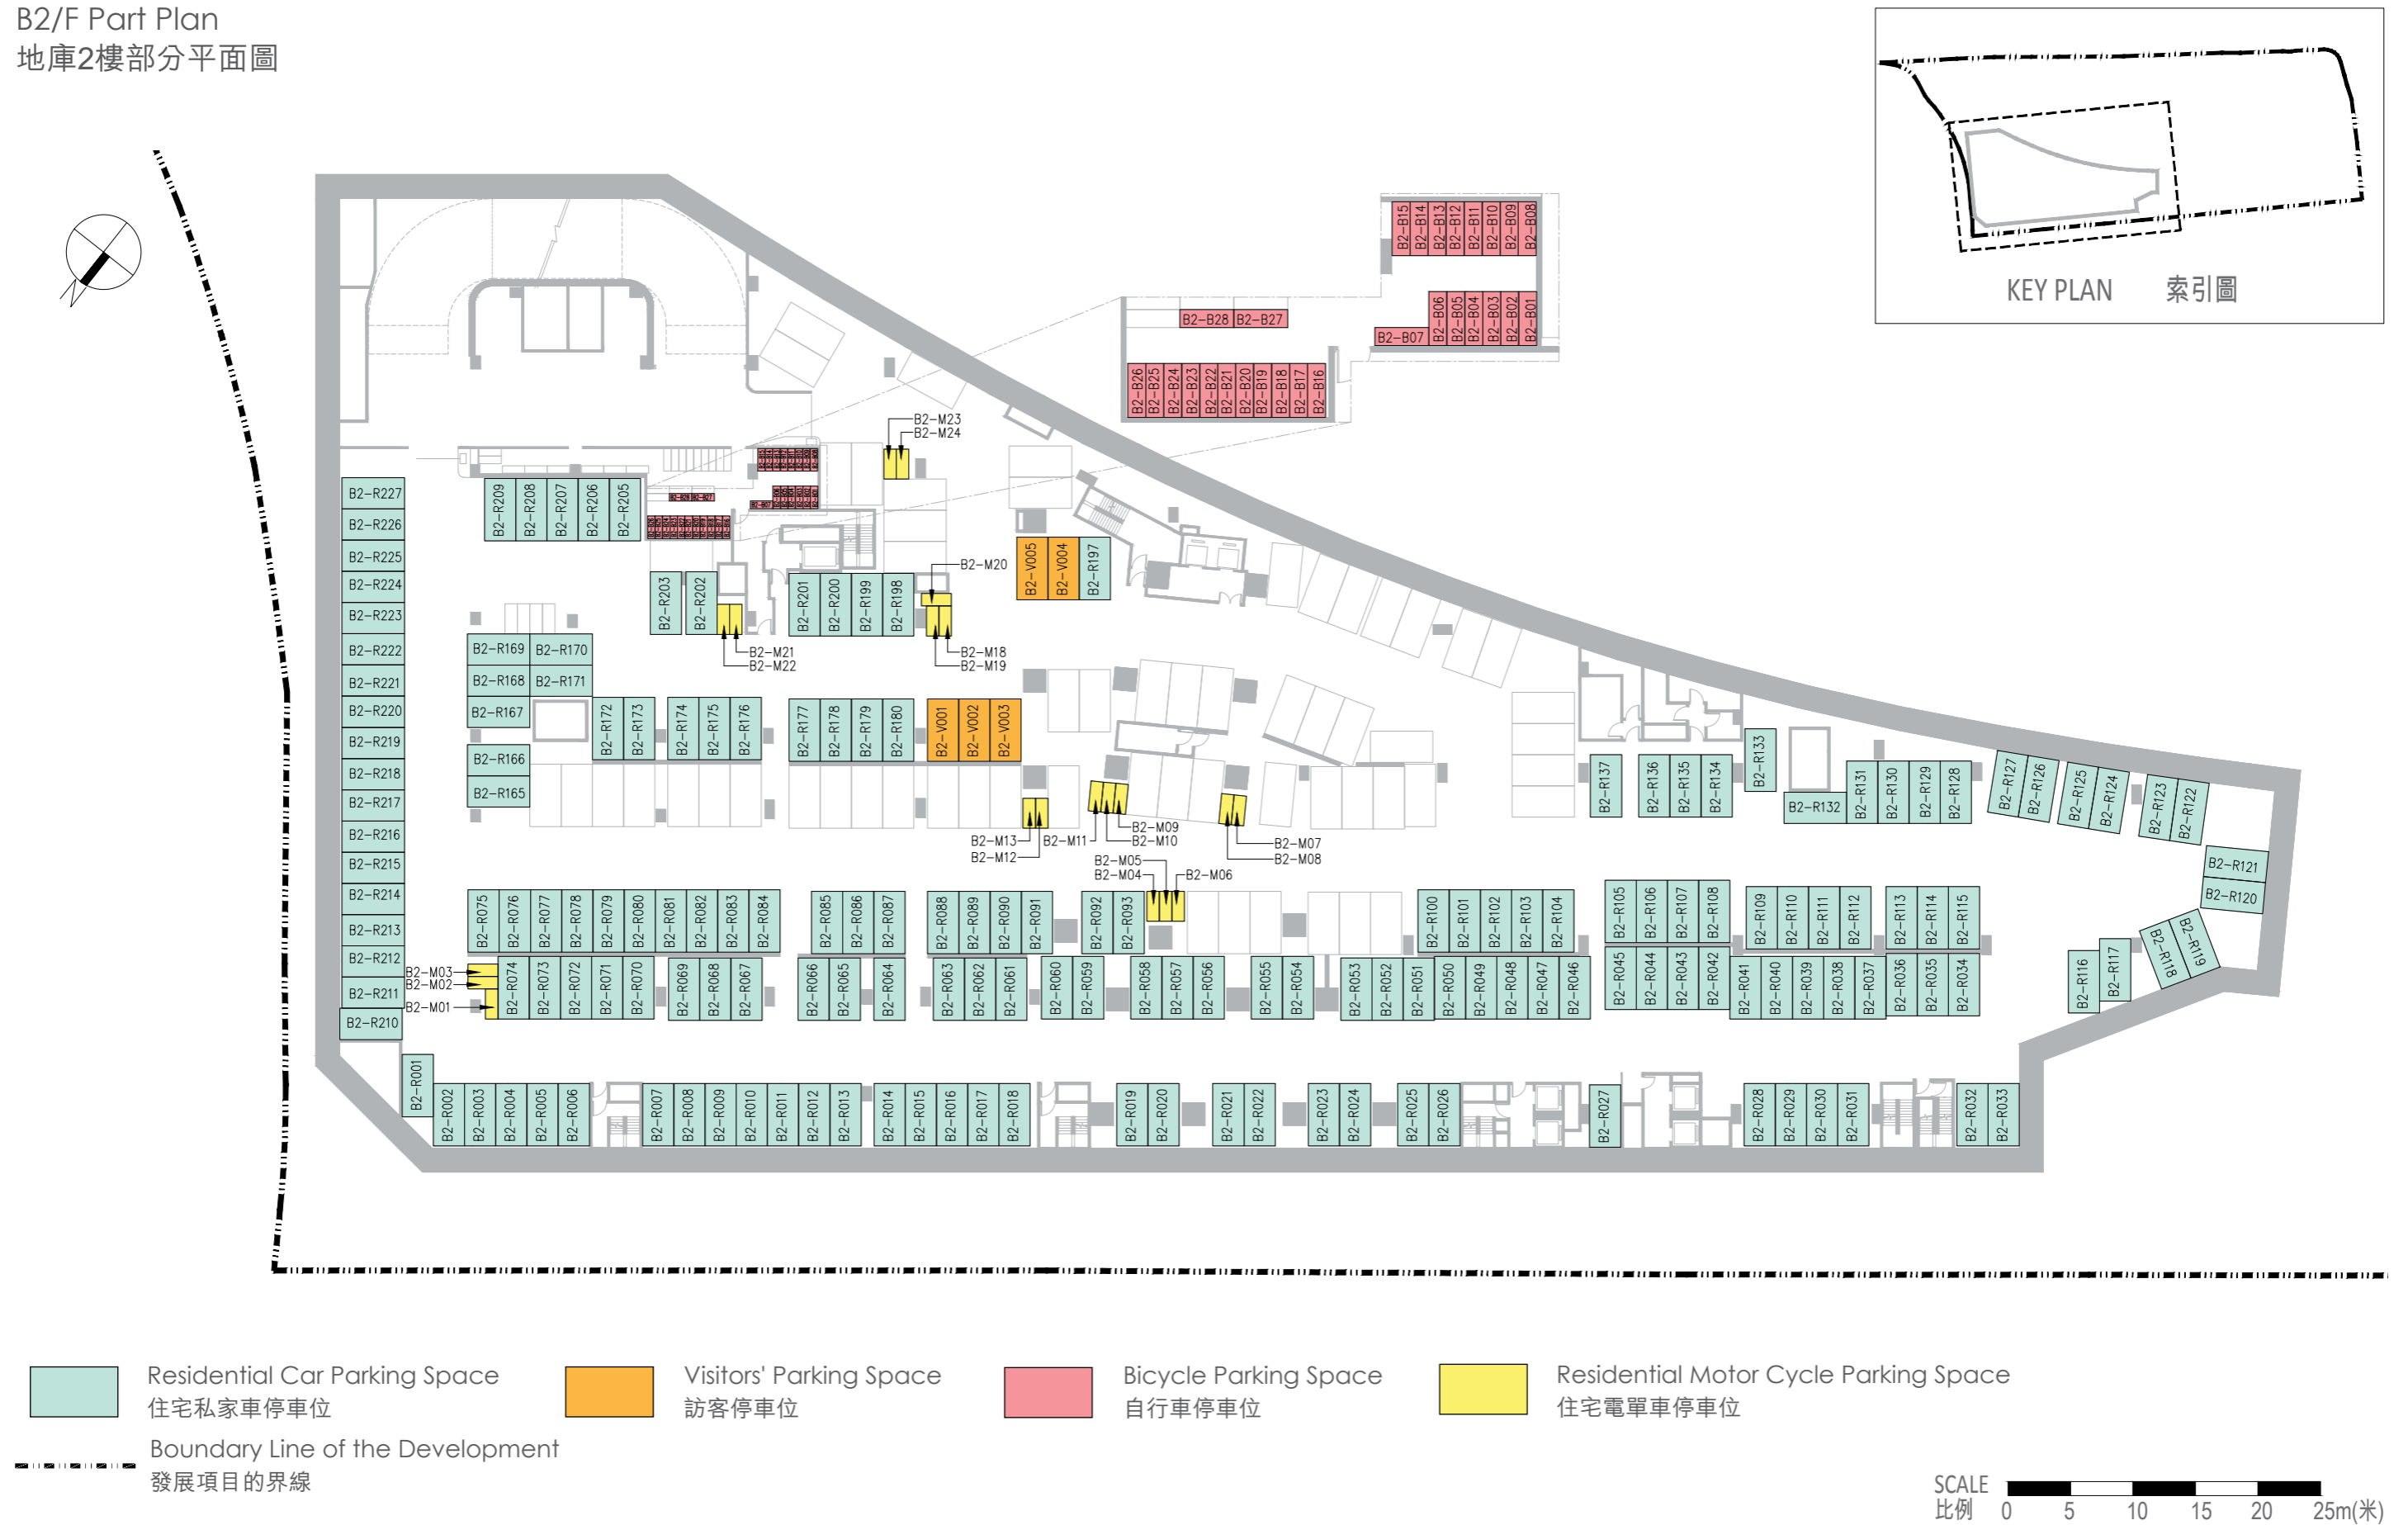 B2/F Part Plan
地庫2樓部分平面圖
KEY PLAN 索引圖
B2-B15
B2-B14
B2-B13
B2-B12
B2-B11
B2-B10
B2-B09
B2-B08
B2-B28
B2-B27
B2-B07
B2-B06
B2-B05
B2-B04
B2-B03
B2-B02
B2-B01
B2-B26
B2-B25
B2-B24
B2-B23
B2-B22
B2-B21
B2-B20
B2-B19
B2-B18
B2-B17
B2-B16
B2-M23
B2-M24
B2-R227
B2-R226
B2-R225
B2-R224
B2-R223
B2-R222
B2-R221
B2-R220
B2-R219
B2-R218
B2-R217
B2-R216
B2-R215
B2-R214
B2-R213
B2-R212
B2-R211
B2-R210
B2-R209
B2-R208
B2-R207
B2-R206
B2-R205
B2-R203
B2-R202
B2-M21
B2-M22
B2-R201
B2-R200
B2-R199
B2-R198
B2-M20
B2-M18
B2-M19
B2-V005
B2-V004
B2-R197
B2-R169
B2-R170
B2-R168
B2-R171
B2-R167
B2-R166
B2-R165
B2-R172
B2-R173
B2-R174
B2-R175
B2-R176
B2-R177
B2-R178
B2-R179
B2-R180
B2-V001
B2-V002
B2-V003
B2-M13
B2-M12
B2-M11
B2-M09
B2-M10
B2-M07
B2-M08
B2-M05
B2-M04
B2-M06
B2-R137
B2-R136
B2-R135
B2-R134
B2-R133
B2-R132
B2-R131
B2-R130
B2-R129
B2-R128
B2-R127
B2-R126
B2-R125
B2-R124
B2-R123
B2-R122
B2-R121
B2-R120
B2-R119
B2-R118
B2-R117
B2-R116
B2-R075
B2-R076
B2-R077
B2-R078
B2-R079
B2-R080
B2-R081
B2-R082
B2-R083
B2-R084
B2-R085
B2-R086
B2-R087
B2-R088
B2-R089
B2-R090
B2-R091
B2-R092
B2-R093
B2-R100
B2-R101
B2-R102
B2-R103
B2-R104
B2-R105
B2-R106
B2-R107
B2-R108
B2-R109
B2-R110
B2-R111
B2-R112
B2-R113
B2-R114
B2-R115
B2-M03
B2-M02
B2-M01
B2-R074
B2-R073
B2-R072
B2-R071
B2-R070
B2-R069
B2-R068
B2-R067
B2-R066
B2-R065
B2-R064
B2-R063
B2-R062
B2-R061
B2-R060
B2-R059
B2-R058
B2-R057
B2-R056
B2-R055
B2-R054
B2-R053
B2-R052
B2-R051
B2-R050
B2-R049
B2-R048
B2-R047
B2-R046
B2-R045
B2-R044
B2-R043
B2-R042
B2-R041
B2-R040
B2-R039
B2-R038
B2-R037
B2-R036
B2-R035
B2-R034
B2-R001
B2-R002
B2-R003
B2-R004
B2-R005
B2-R006
B2-R007
B2-R008
B2-R009
B2-R010
B2-R011
B2-R012
B2-R013
B2-R014
B2-R015
B2-R016
B2-R017
B2-R018
B2-R019
B2-R020
B2-R021
B2-R022
B2-R023
B2-R024
B2-R025
B2-R026
B2-R027
B2-R028
B2-R029
B2-R030
B2-R031
B2-R032
B2-R033
Residential Car Parking Space
住宅私家車停車位
Visitors' Parking Space
訪客停車位
Bicycle Parking Space
自行車停車位
Residential Motor Cycle Parking Space
住宅電單車停車位
Boundary Line of the Development
發展項目的界線
SCALE
比例 0 5 10 15 20 25m(米)